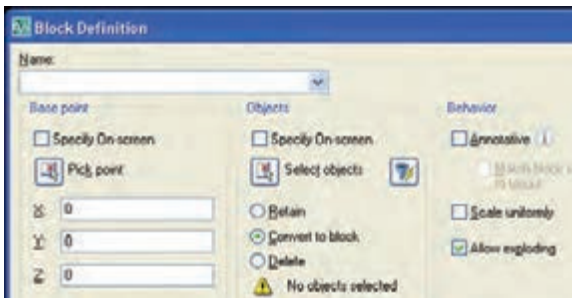 Block Definition
Name:
Base point
Specify On-screen
Pick point
X: 0
Y: 0
Z: 0
Objects
Specify On-screen
Select objects
Retain
Convert to block
Delete
No objects selected
Behavior
Annotative
Scale uniformly
Allow exploding